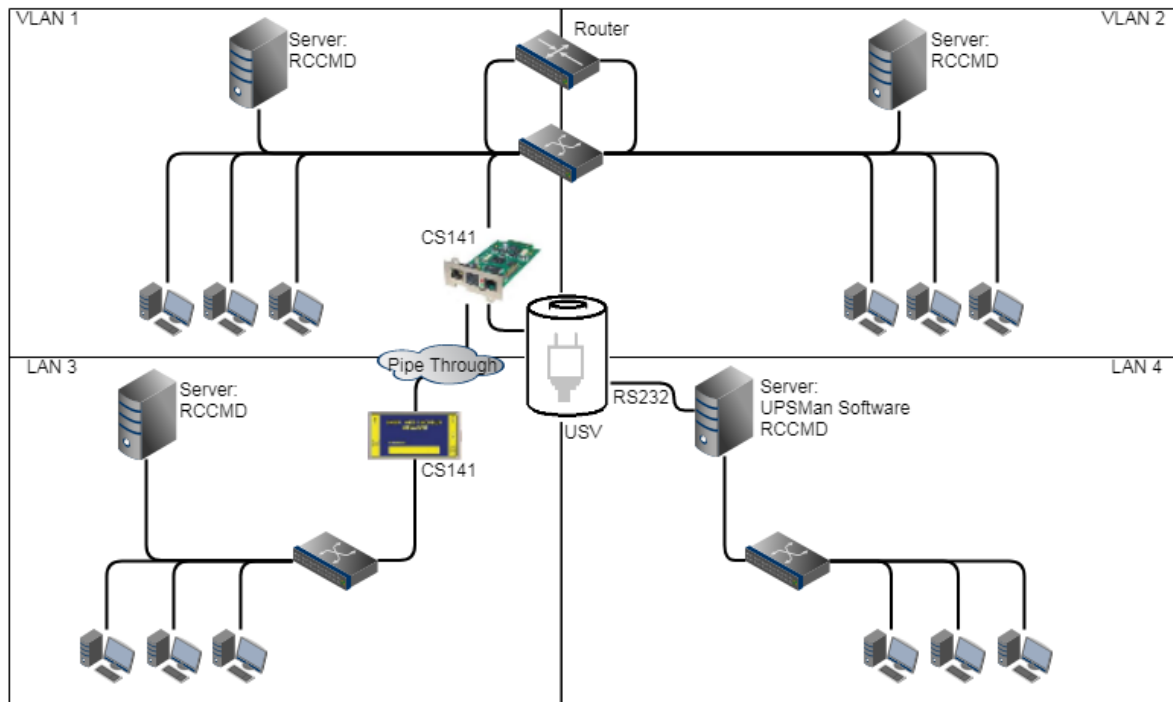 VLAN 1
VLAN 2
Router
Server:
RCCMD
Server:
RCCMD
CS141
LAN 3
Pipe Through
LAN 4
Server:
RCCMD
RS232
Server:
UPSMan Software
RCCMD
USV
CS141